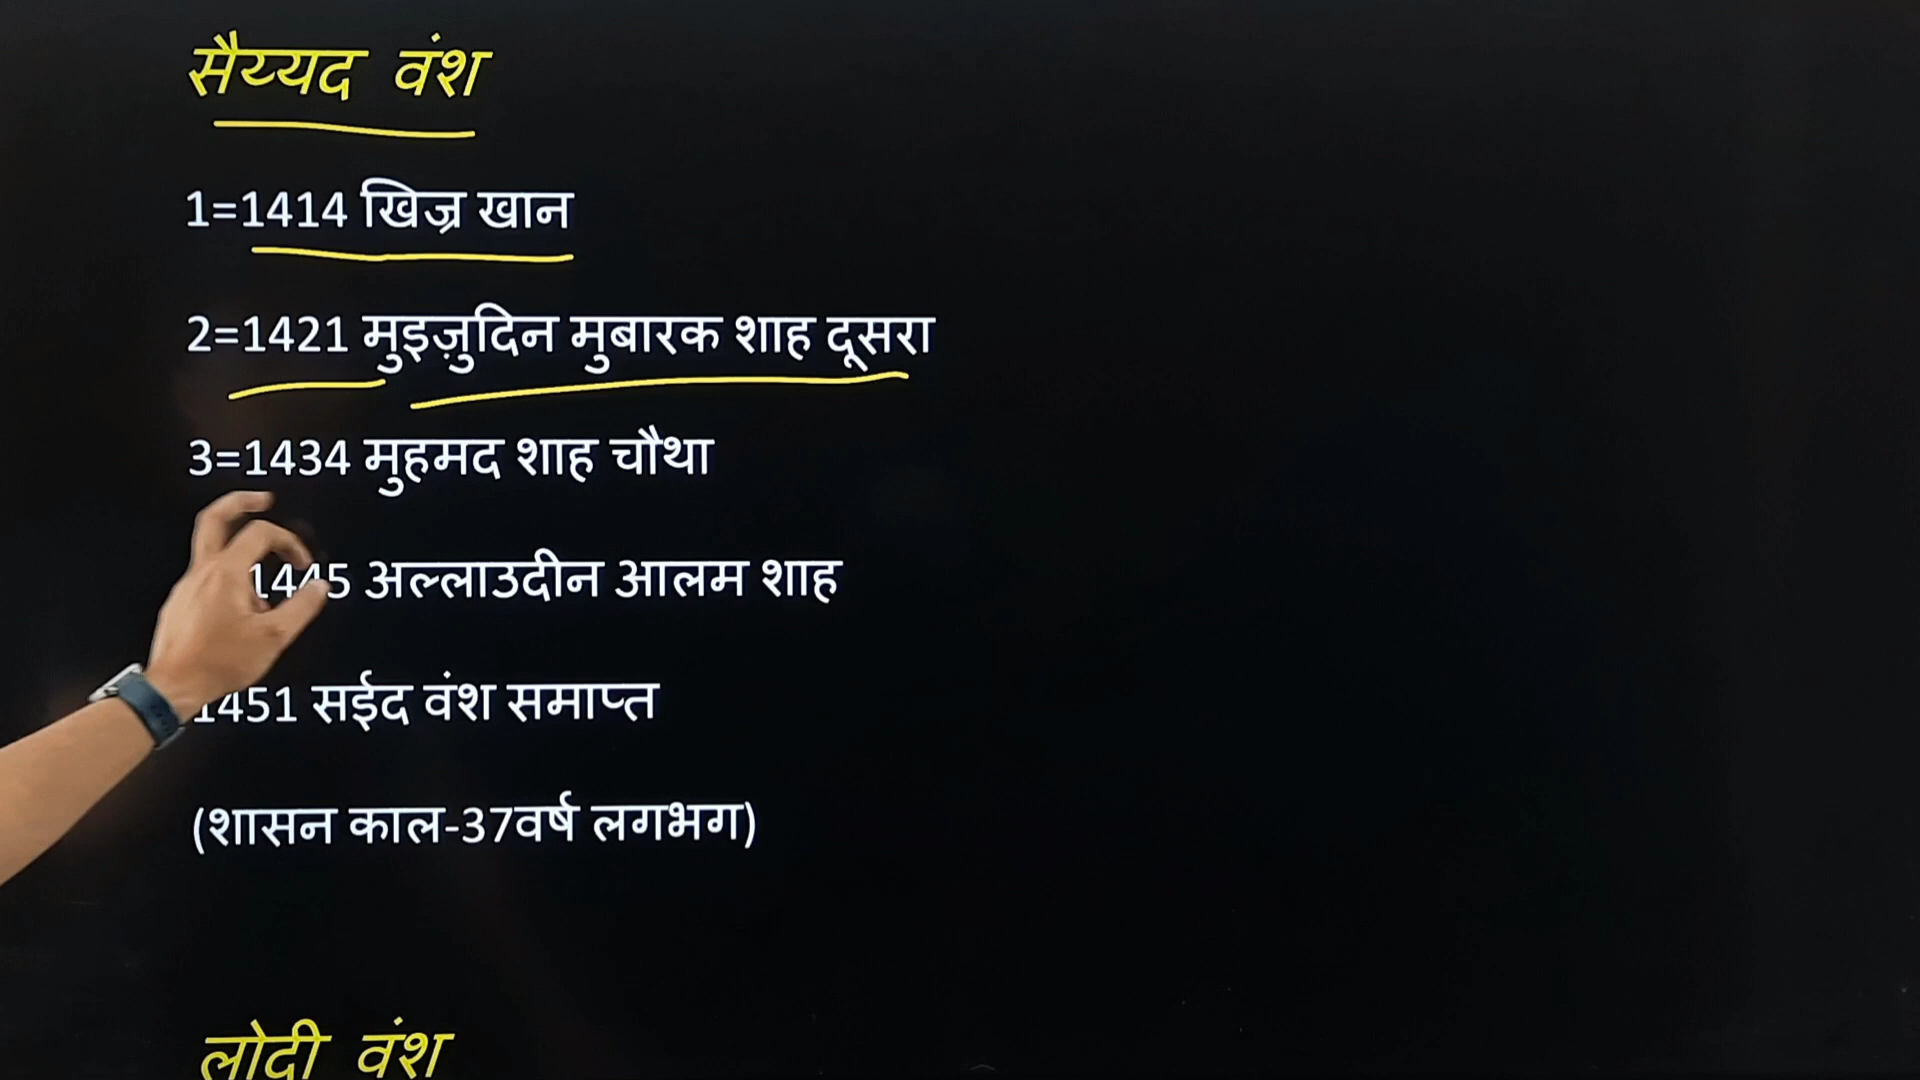 सैय्यद वंश
1=1414 खिज्र खान
2=1421 मुइज़ुदिन मुबारक शाह दूसरा
3=1434 मुहमद शाह चौथा
1445 अल्लाउदीन आलम शाह
1451 सईद वंश समाप्त
(शासन काल-37वर्ष लगभग)
लोदी वंश